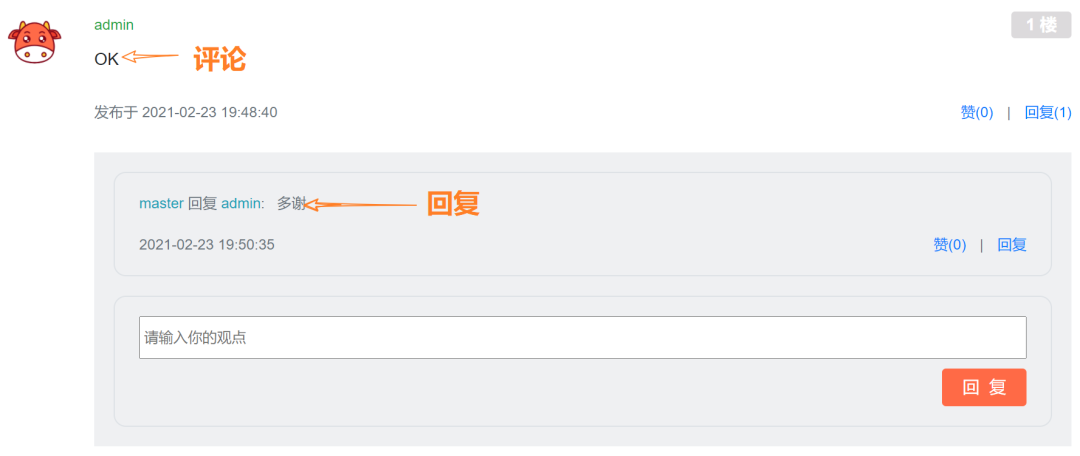 admin
1 楼
OK
评论
发布于 2021-02-23 19:48:40
赞(0) | 回复(1)
master 回复 admin: 多谢
回复
2021-02-23 19:50:35
赞(0) | 回复
请输入你的观点
回 复